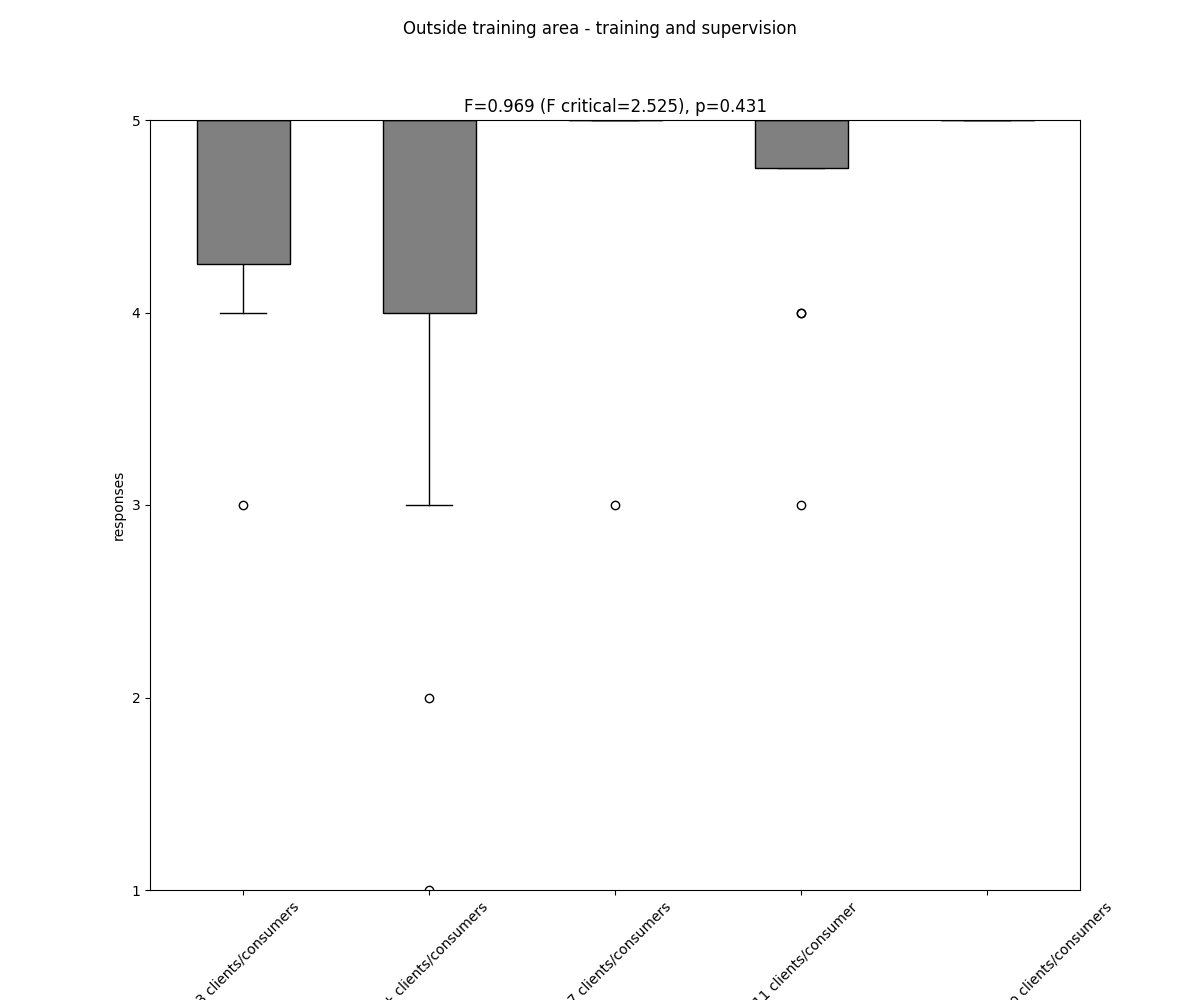 Outside training area - training and supervision
F=0.969 (F critical=2.525), p=0.431
5
4
3
2
1
responses
3 clients/consumers
clients/consumers
7 clients/consumers
11 clients/consumer
clients/consumers